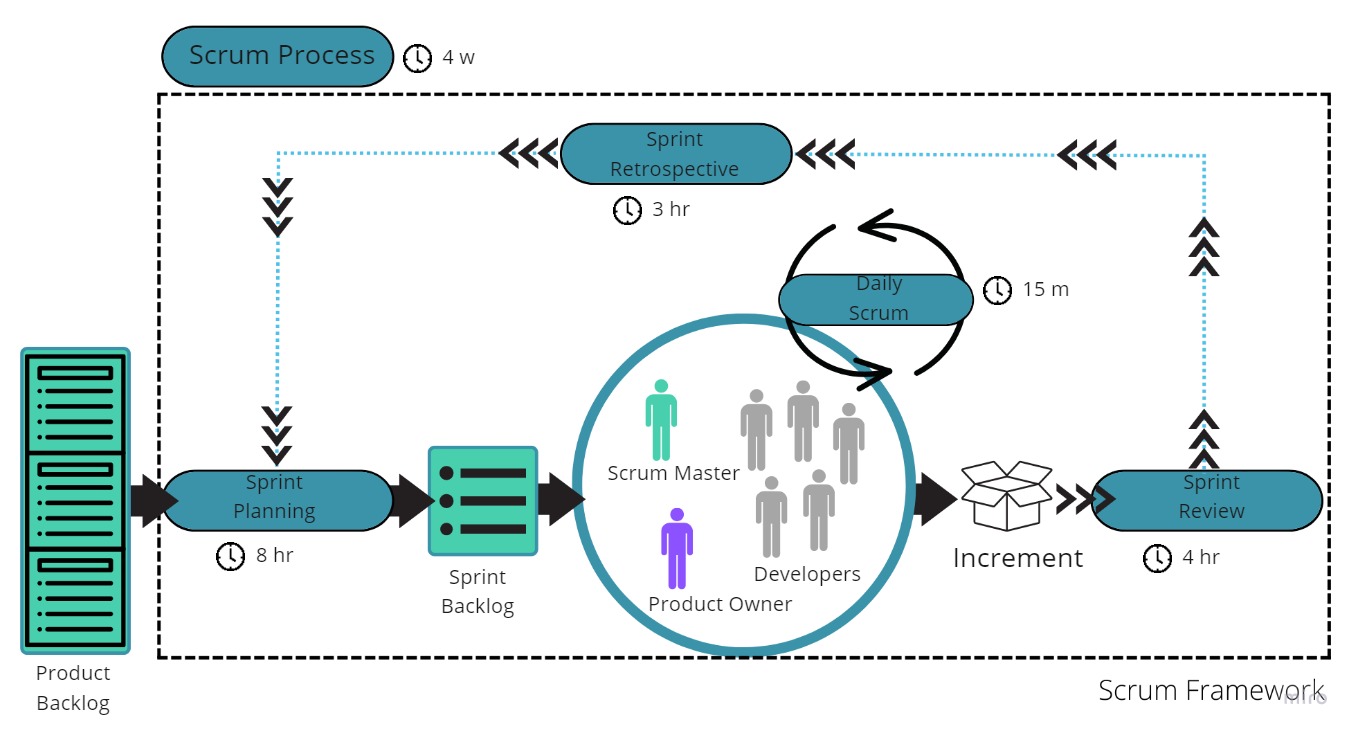 Scrum Process
4 w
Sprint
Retrospective
3 hr
Daily
Scrum
15 m
Scrum Master
Sprint
Planning
8 hr
Sprint
Backlog
Product Owner
Developers
Increment
Sprint
Review
4 hr
Product
Backlog
Scrum Framework
miro